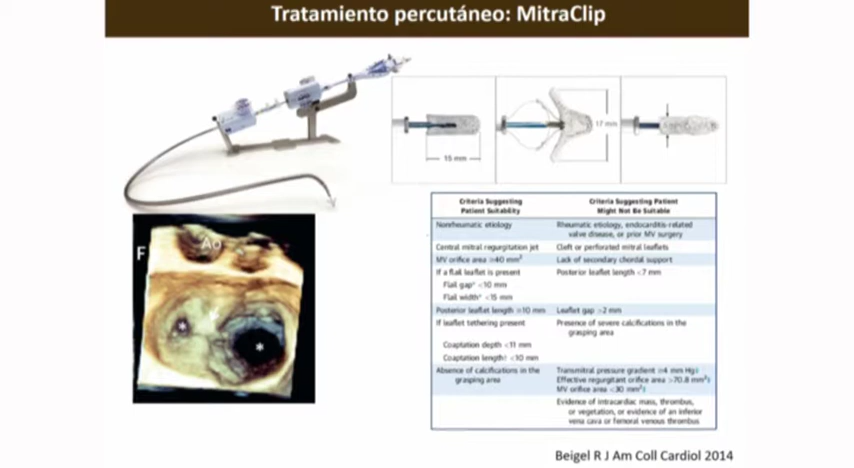 Tratamiento percutáneo: MitraClip
15 mm
17 mm
F
Ao
*
*
Criteria Suggesting
Patient Suitability
Criteria Suggesting Patient
Might Not Be Suitable
Nonrheumatic etiology
Rheumatic etiology, endocarditis-related
valve disease, or prior MV surgery
Central mitral regurgitation jet
Cleft or perforated mitral leaflets
MV orifice area >40 mm²
Lack of secondary chordal support
If a flail leaflet is present
Flail gap* <10 mm
Flail width* <15 mm
Posterior leaflet length <7 mm
Posterior leaflet length ≥10 mm
Leaflet gap >2 mm
If leaflet tethering present
Coaptation depth <11 mm
Coaptation length† <10 mm
Presence of severe calcifications in the
grasping area
Absence of calcifications in the
grasping area
Transmitral pressure gradient ≥4 mm Hg‡
Effective regurgitant orifice area >70.8 mm²‡
MV orifice area <30 mm²‡
Evidence of intracardiac mass, thrombus,
or vegetation, or evidence of an inferior
vena cava or femoral venous thrombus
Beigel R J Am Coll Cardiol 2014